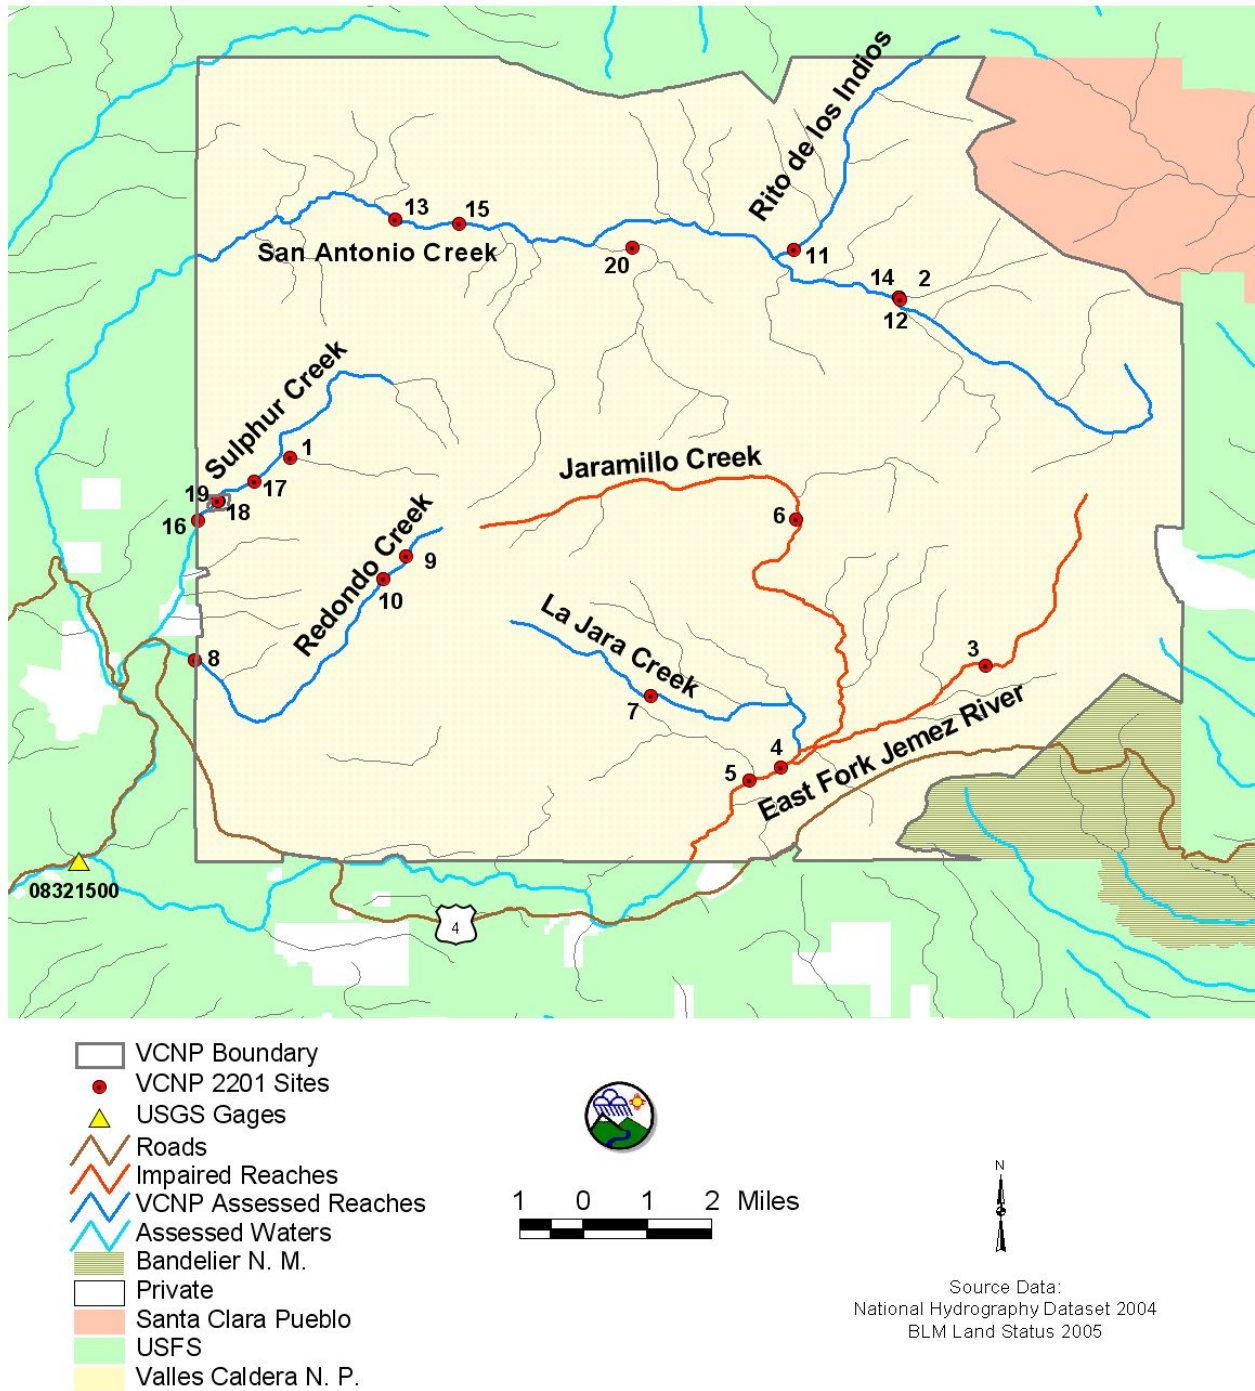 Rito de los Indios
13
15
San Antonio Creek
20
11
14
2
12
Sulphur Creek
1
17
19
18
16
Jaramillo Creek
6
Redondo Creek
9
10
La Jara Creek
8
7
3
4
5
East Fork Jemez River
08321500
4
VCNP Boundary
VCNP 2201 Sites
USGS Gages
Roads
Impaired Reaches
VCNP Assessed Reaches
Assessed Waters
Bandelier N. M.
Private
Santa Clara Pueblo
USFS
Valles Caldera N. P.
1 0 1 2 Miles
N
Source Data:
National Hydrography Dataset 2004
BLM Land Status 2005